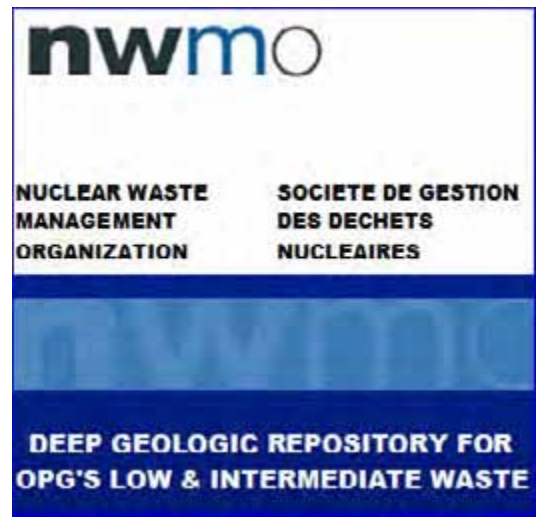 nwmo
NUCLEAR WASTE
MANAGEMENT
ORGANIZATION
SOCIETE DE GESTION
DES DECHETS
NUCLEAIRES
nwmo
DEEP GEOLOGIC REPOSITORY FOR
OPG'S LOW & INTERMEDIATE WASTE